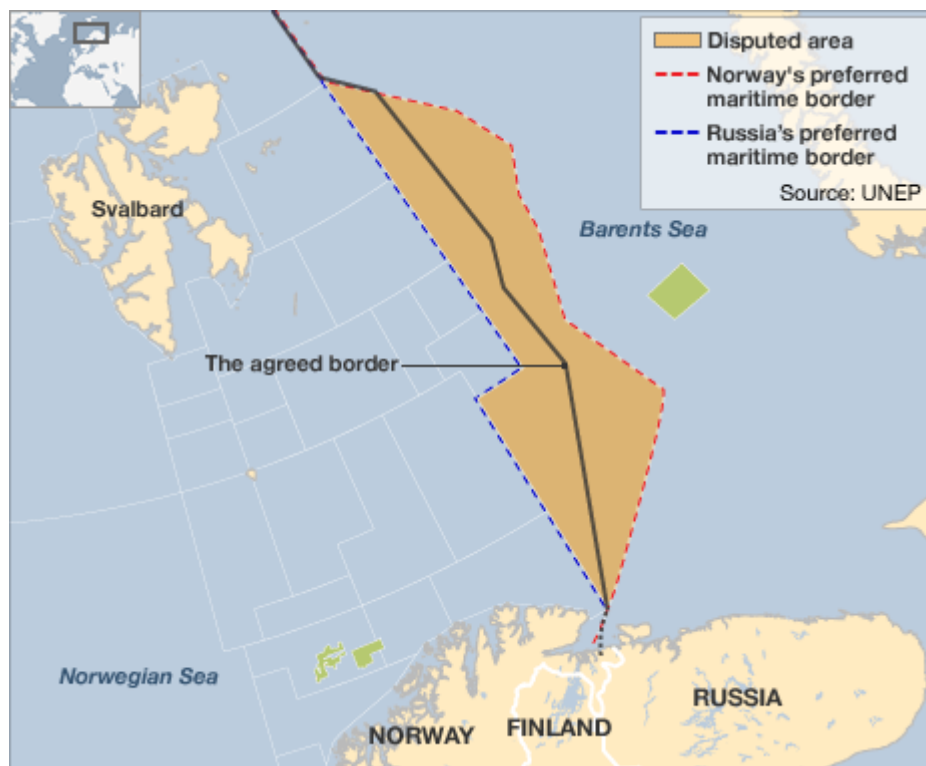 Disputed area
Norway's preferred
maritime border
Russia's preferred
maritime border
Source: UNEP
Svalbard
Barents Sea
The agreed border
Norwegian Sea
NORWAY
FINLAND
RUSSIA